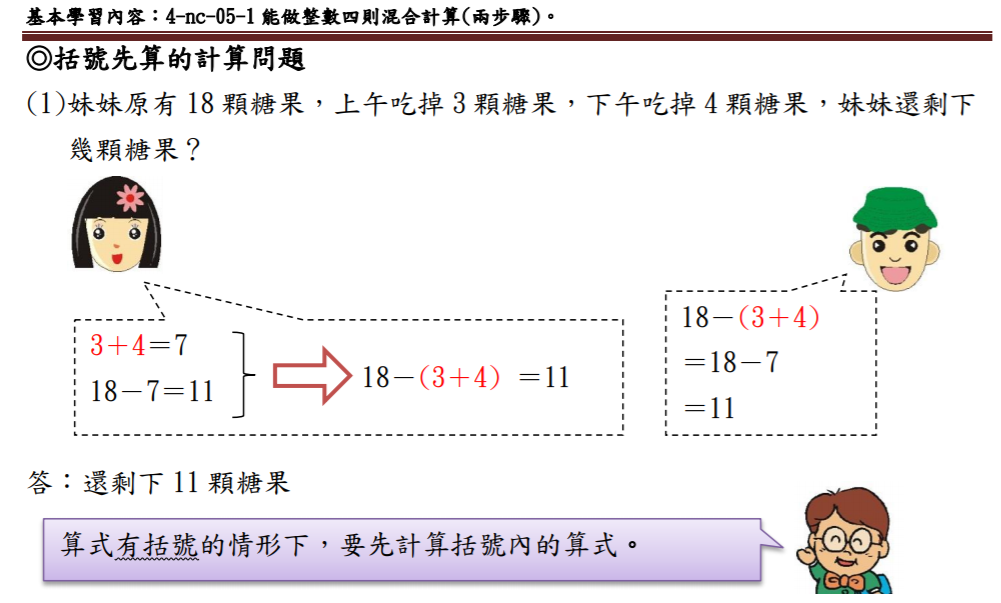 基本學習內容：4-nc-05-1 能做整數四則混合計算(兩步驟)。
◎括號先算的計算問題
(1)妹妹原有 18 顆糖果，上午吃掉 3 顆糖果，下午吃掉 4 顆糖果，妹妹還剩下
幾顆糖果？
3＋4＝7
18－7＝11
18－(3＋4) ＝11
18－(3＋4)
＝18－7
＝11
答：還剩下 11 顆糖果
算式有括號的情形下，要先計算括號內的算式。